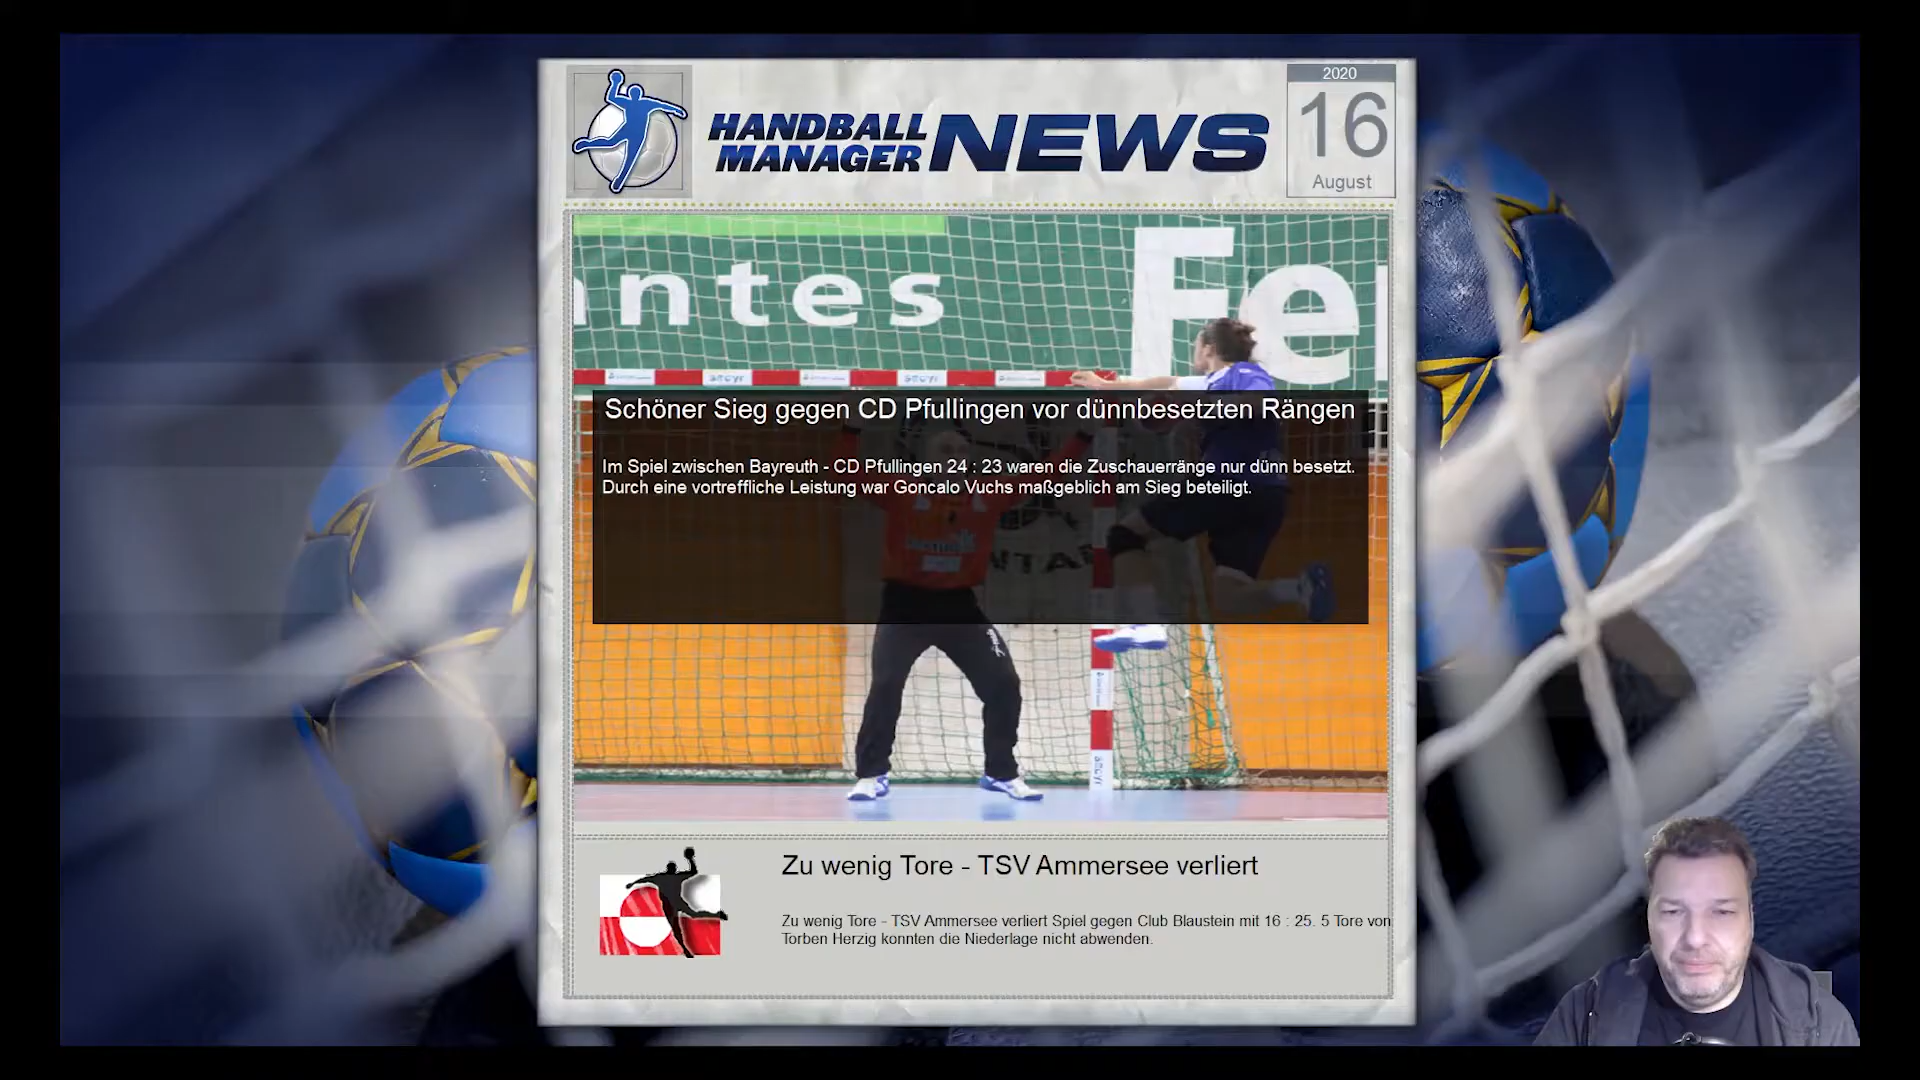 HANDBALL
MANAGER NEWS
2020
16
August
antes
Fe
Schöner Sieg gegen CD Pfullingen vor dünnbesetzten Rängen
Im Spiel zwischen Bayreuth - CD Pfullingen 24 : 23 waren die Zuschauerränge nur dünn besetzt.
Durch eine vortreffliche Leistung war Goncalo Vuchs maßgeblich am Sieg beteiligt.
Zu wenig Tore - TSV Ammersee verliert
Zu wenig Tore - TSV Ammersee verliert Spiel gegen Club Blaustein mit 16 : 25. 5 Tore von
Torben Herzig konnten die Niederlage nicht abwenden.